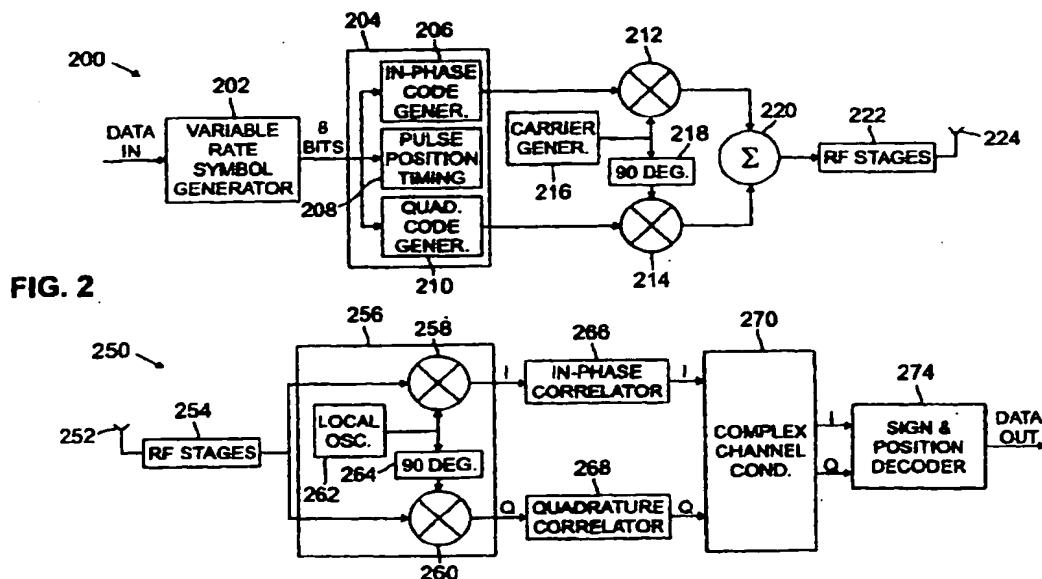 200
202
DATA
IN
VARIABLE
RATE
SYMBOL
GENERATOR
8
BITS
204
206
IN-PHASE
CODE
GENER.
PULSE
POSITION
TIMING
208
QUAD.
CODE
GENER.
210
212
CARRIER
GENER.
216
218
90 DEG.
214
220
Σ
222
RF STAGES
224
FIG. 2
250
252
254
RF STAGES
256
258
LOCAL
OSC.
262
264
90 DEG.
260
I
266
IN-PHASE
CORRELATOR
I
Q
268
QUADRATURE
CORRELATOR
Q
270
COMPLEX
CHANNEL
COND.
I
Q
274
SIGN &
POSITION
DECODER
DATA
OUT